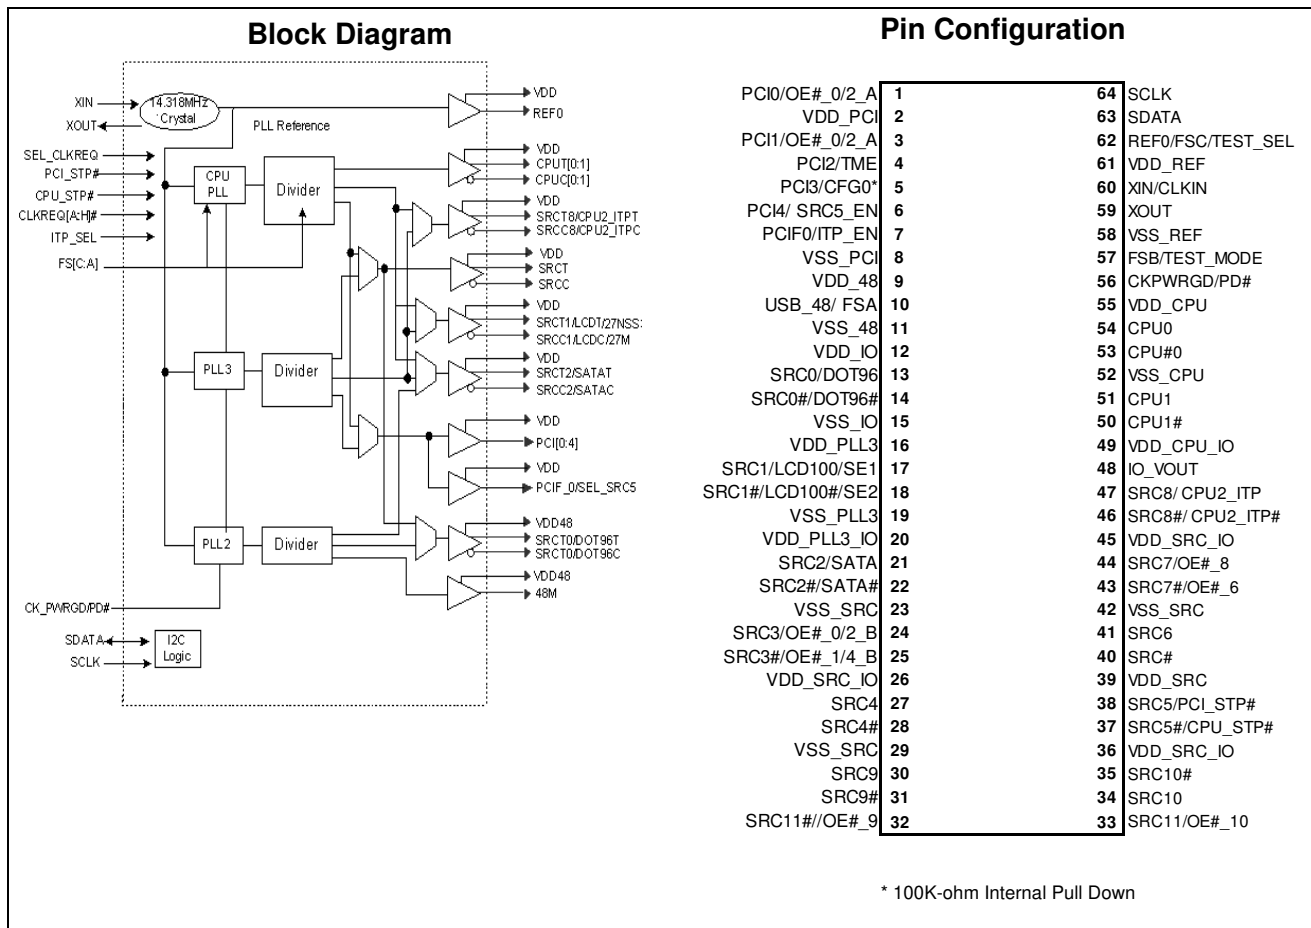 Block Diagram
XIN
XOUT
14.318MHz
Crystal
PLL Reference
SEL_CLKREQ
PCI_STP#
CPU_STP#
CLKREQ[A:H]#
ITP_SEL
FS[C:A]
CPU
PLL
Divider
PLL3
Divider
PLL2
Divider
CK_PWRGD/PD#
SDATA
SCLK
I2C
Logic
VDD
REF0
VDD
CPUT[0:1]
CPUC[0:1]
VDD
SRCT8/CPU2_ITPT
SRCC8/CPU2_ITPC
VDD
SRCT
SRCC
VDD
SRCT1/LCDT/27NSS
SRCC1/LCDC/27M
VDD
SRCT2/SATAT
SRCC2/SATAC
VDD
PCI[0:4]
VDD
PCIF_0/SEL_SRC5
VDD48
SRCT0/DOT96T
SRCT0/DOT96C
VDD48
48M
Pin Configuration
PCI0/OE#_0/2_A 1 64 SCLK
VDD_PCI 2 63 SDATA
PCI1/OE#_0/2_A 3 62 REF0/FSC/TEST_SEL
PCI2/TME 4 61 VDD_REF
PCI3/CFG0* 5 60 XIN/CLKIN
PCI4/ SRC5_EN 6 59 XOUT
PCIF0/ITP_EN 7 58 VSS_REF
VSS_PCI 8 57 FSB/TEST_MODE
VDD_48 9 56 CKPWRGD/PD#
USB_48/ FSA 10 55 VDD_CPU
VSS_48 11 54 CPU0
VDD_IO 12 53 CPU#0
SRC0/DOT96 13 52 VSS_CPU
SRC0#/DOT96# 14 51 CPU1
VSS_IO 15 50 CPU1#
VDD_PLL3 16 49 VDD_CPU_IO
SRC1/LCD100/SE1 17 48 IO_VOUT
SRC1#/LCD100#/SE2 18 47 SRC8/ CPU2_ITP
VSS_PLL3 19 46 SRC8#/ CPU2_ITP#
VDD_PLL3_IO 20 45 VDD_SRC_IO
SRC2/SATA 21 44 SRC7/OE#_8
SRC2#/SATA# 22 43 SRC7#/OE#_6
VSS_SRC 23 42 VSS_SRC
SRC3/OE#_0/2_B 24 41 SRC6
SRC3#/OE#_1/4_B 25 40 SRC#
VDD_SRC_IO 26 39 VDD_SRC
SRC4 27 38 SRC5/PCI_STP#
SRC4# 28 37 SRC5#/CPU_STP#
VSS_SRC 29 36 VDD_SRC_IO
SRC9 30 35 SRC10#
SRC9# 31 34 SRC10
SRC11#//OE#_9 32 33 SRC11/OE#_10
* 100K-ohm Internal Pull Down